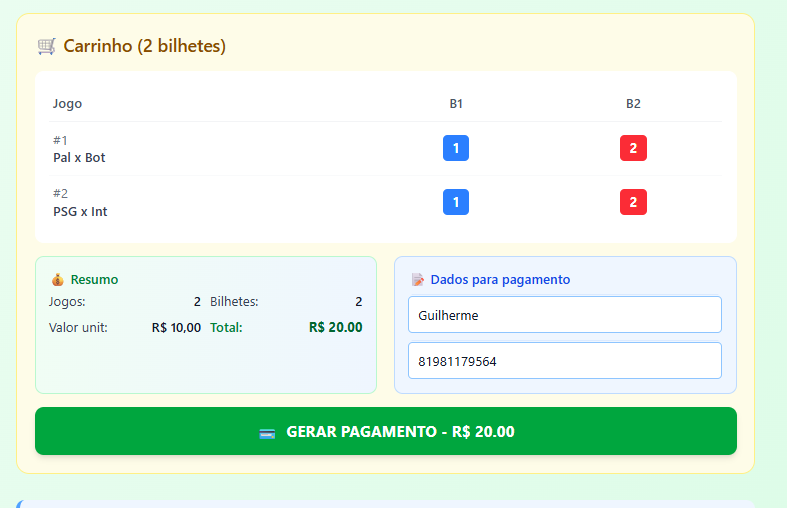 Carrinho (2 bilhetes)
Jogo B1 B2
#1
Pal x Bot 1 2
#2
PSG x Int 1 2
Resumo
Jogos: 2 Bilhetes: 2
Valor unit: R$ 10,00 Total: R$ 20.00
Dados para pagamento
Guilherme
81981179564
GERAR PAGAMENTO - R$ 20.00